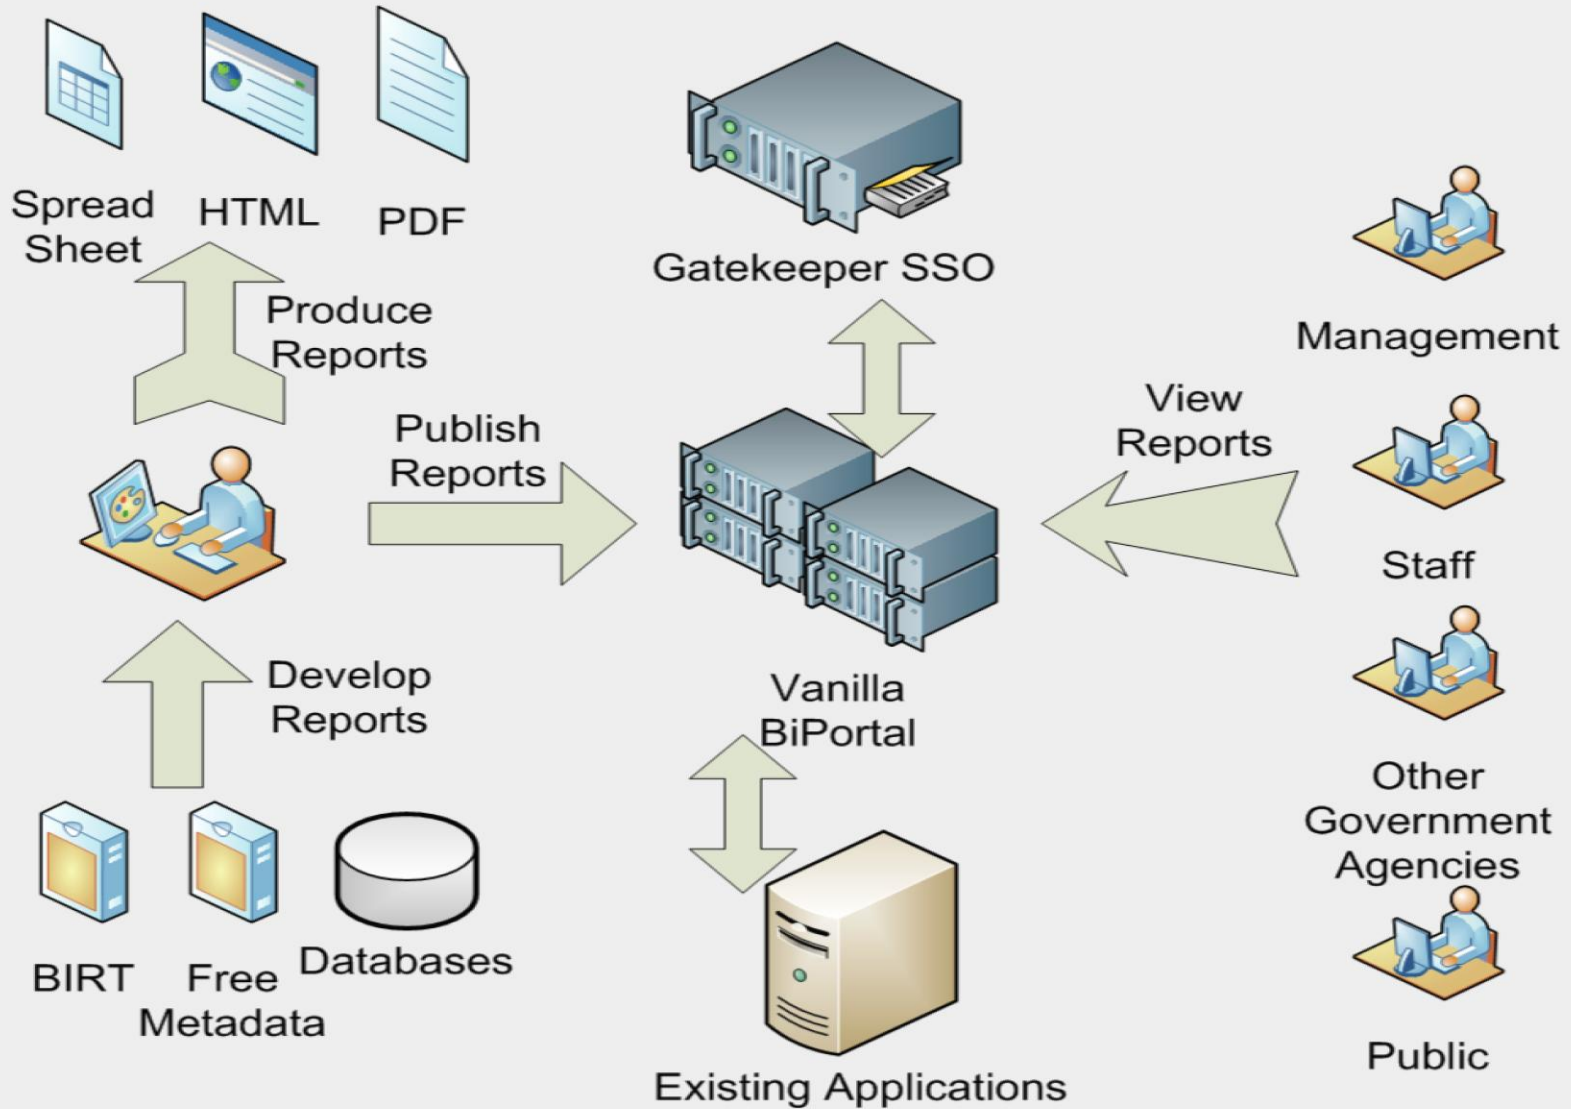 Spread
Sheet
HTML
PDF
Produce
Reports
Publish
Reports
Develop
Reports
BIRT
Free
Metadata
Databases
Gatekeeper SSO
Vanilla
BiPortal
Existing Applications
View
Reports
Management
Staff
Other
Government
Agencies
Public